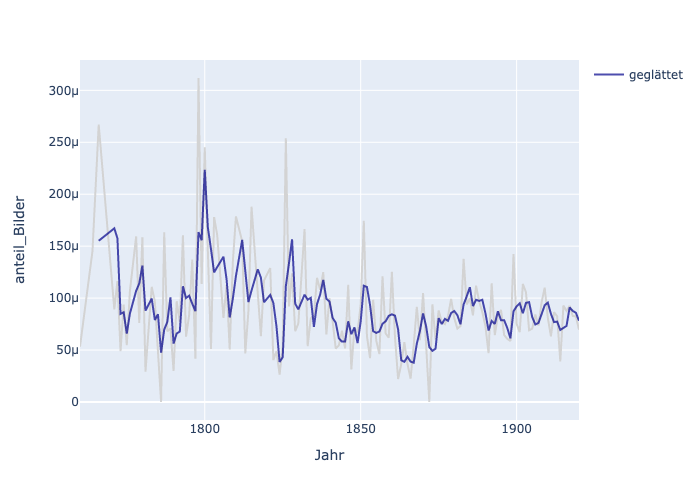 geglättet
300μ
250μ
200μ
150μ
100μ
50μ
0
anteil_Bilder
1800 1850 1900
Jahr